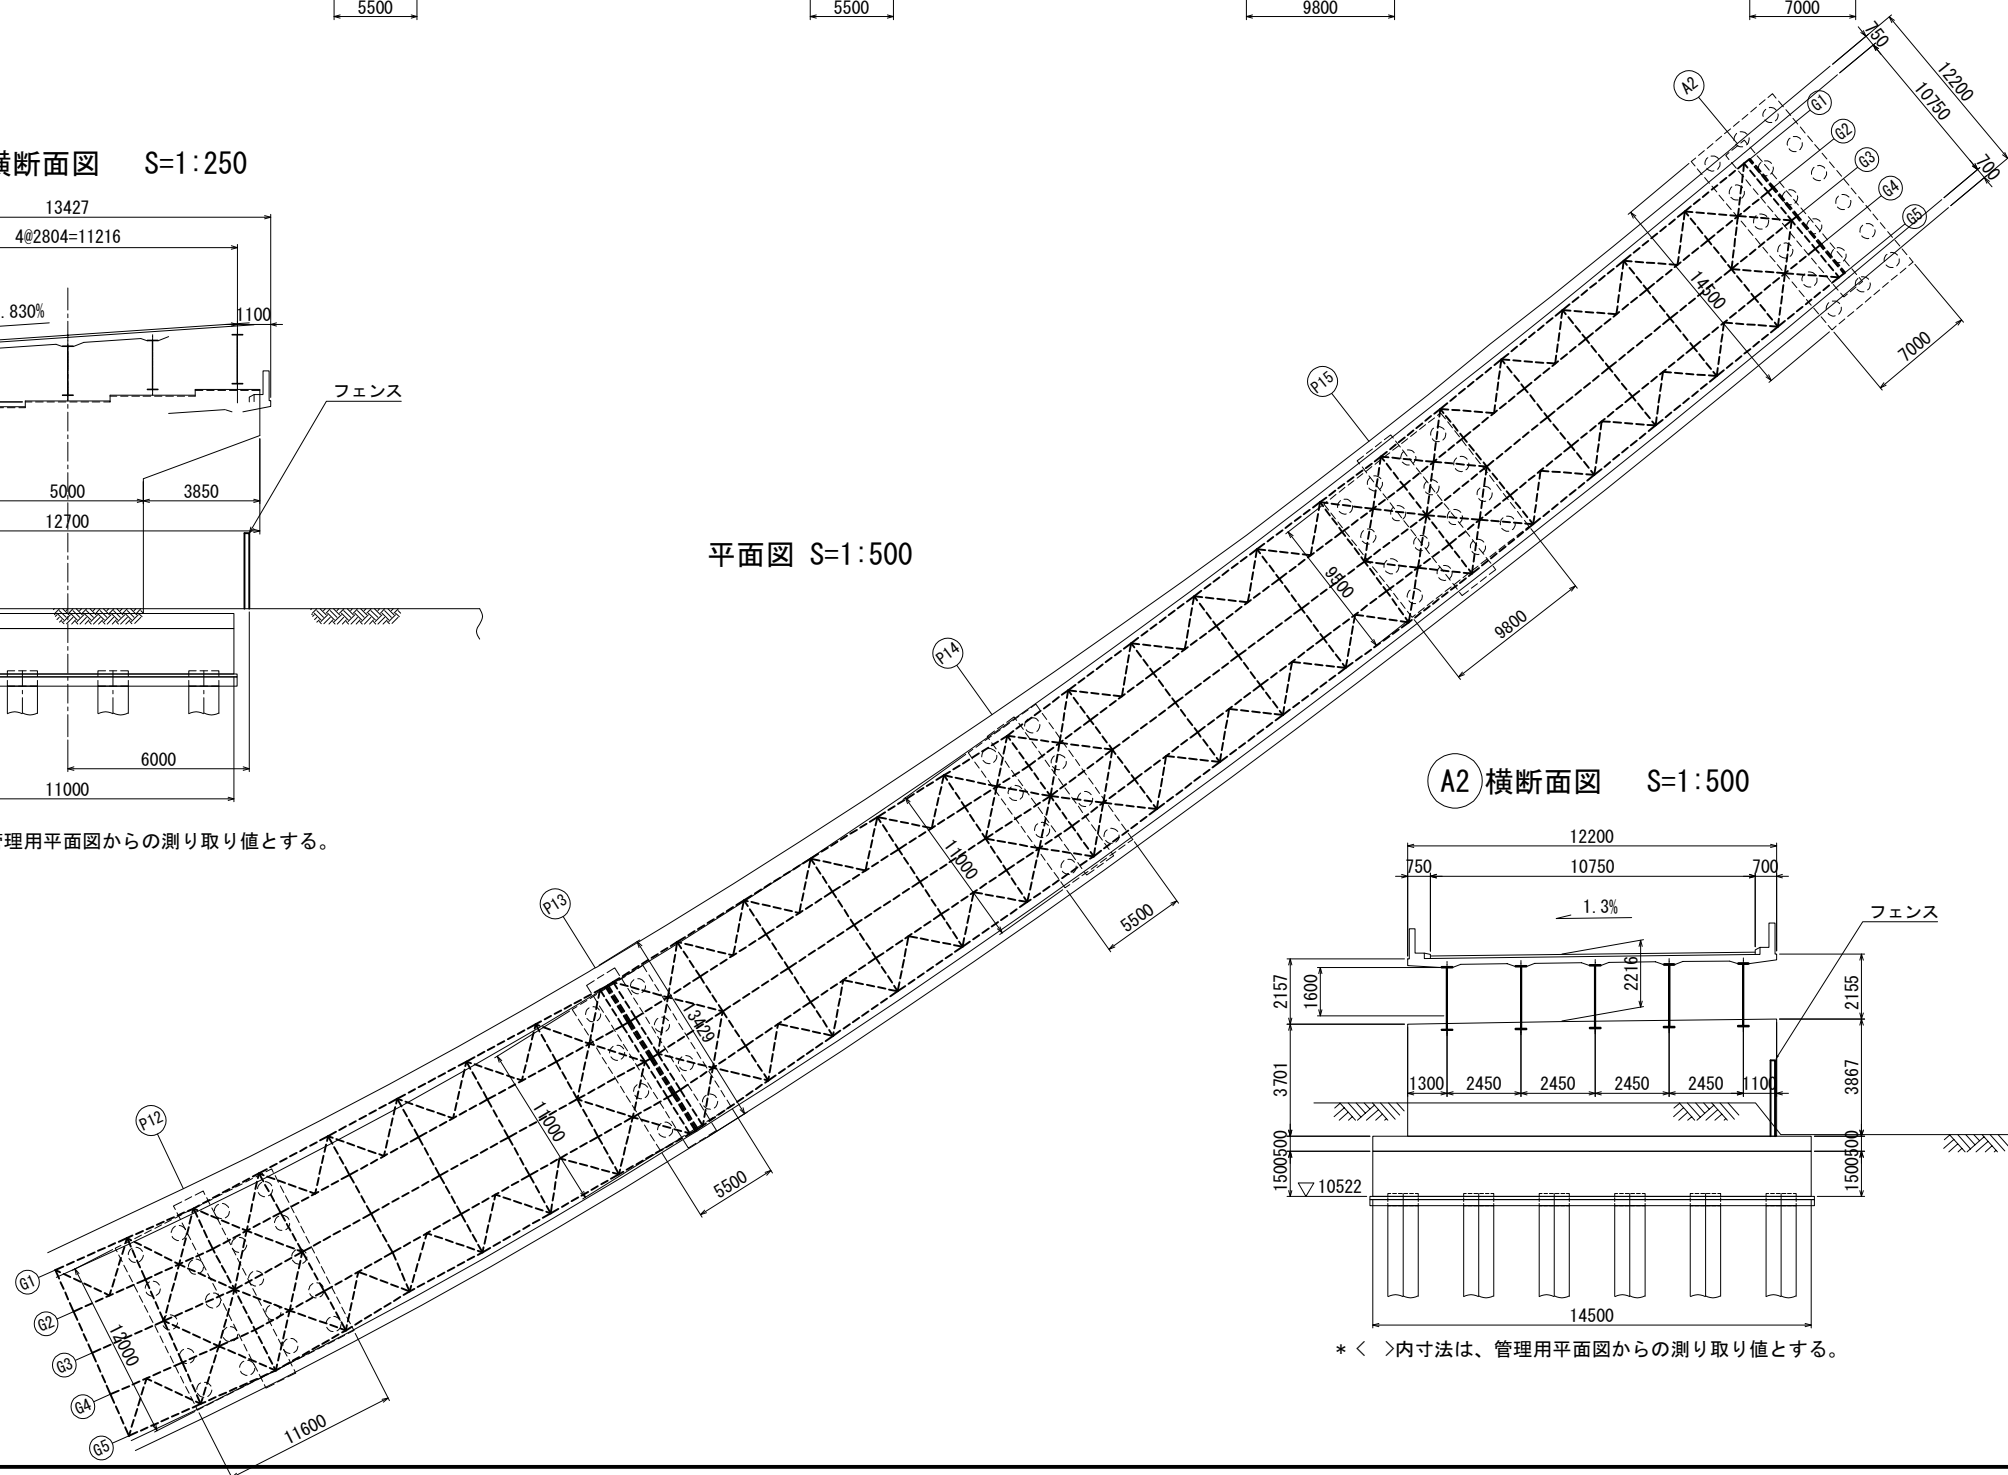 5500
5500
9800
7000
横断面図 S=1:250
13427
4@2804=11216
.830%
1100
フェンス
5000
3850
12700
6000
11000
管理用平面図からの測り取り値とする。
平面図 S=1:500
A2
G1
G2
G3
G4
G5
750
10750
12200
700
14500
7000
P15
9500
9800
P14
11000
5500
P13
13429
11000
5500
P12
G1
G2
G3
G4
G5
12000
11600
A2 横断面図 S=1:500
12200
750
10750
700
1.3%
フェンス
2157
1600
2216
2155
3701
1300
2450
2450
2450
2450
1100
3867
500
1500
500
1500
10522
14500
*< >内寸法は、管理用平面図からの測り取り値とする。